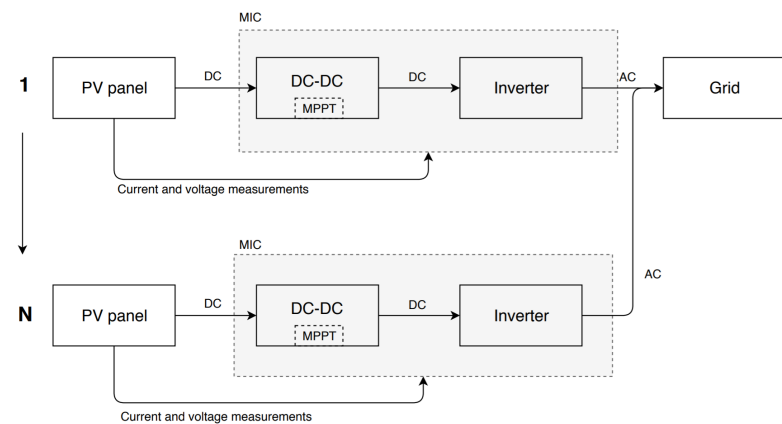 MIC
1
PV panel
DC
DC-DC
MPPT
DC
Inverter
AC
Grid
Current and voltage measurements
MIC
AC
N
PV panel
DC
DC-DC
MPPT
DC
Inverter
Current and voltage measurements